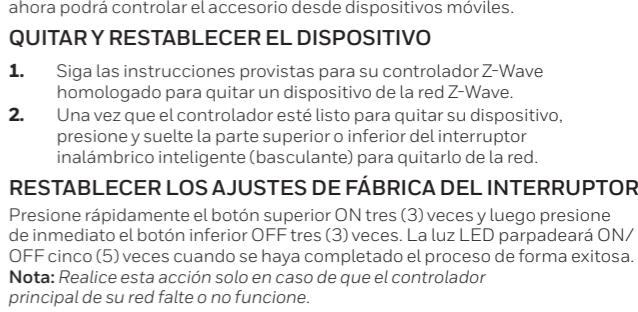 ahora podrá controlar el accesorio desde dispositivos móviles.
QUITAR Y RESTABLECER EL DISPOSITIVO
1. Siga las instrucciones provistas para su controlador Z-Wave
homologado para quitar un dispositivo de la red Z-Wave.
2. Una vez que el controlador esté listo para quitar su dispositivo,
presione y suelte la parte superior o inferior del interruptor
inalámbrico inteligente (basculante) para quitarlo de la red.
RESTABLECER LOS AJUSTES DE FÁBRICA DEL INTERRUPTOR
Presione rápidamente el botón superior ON tres (3) veces y luego presione
de inmediato el botón inferior OFF tres (3) veces. La luz LED parpadeará ON/
OFF cinco (5) veces cuando se haya completado el proceso de forma exitosa.
Nota: Realice esta acción solo en caso de que el controlador
principal de su red falte o no funcione.